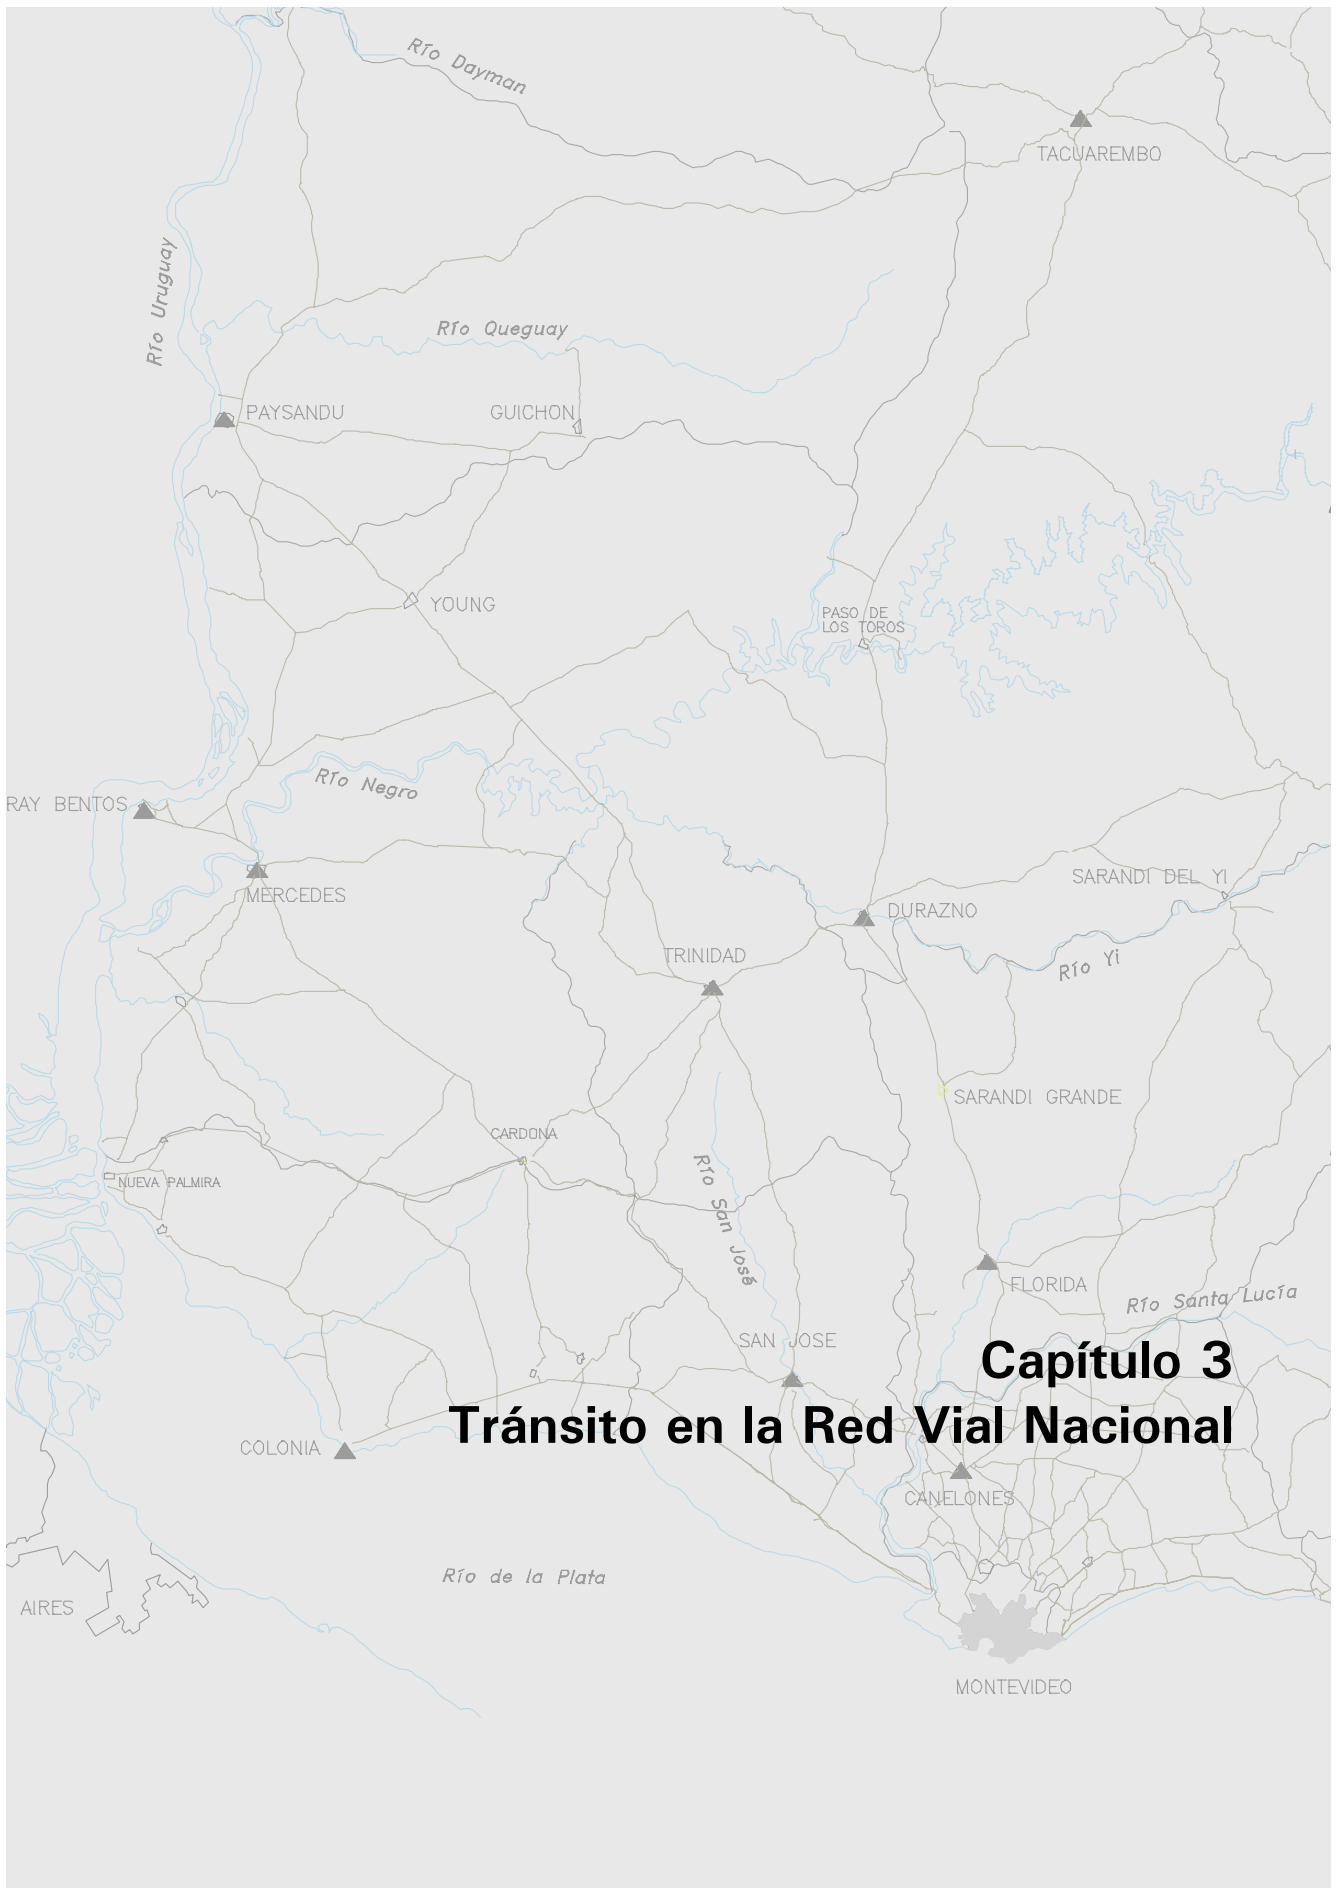 Río Dayman
TACUAREMBO
Río Uruguay
Río Queguay
PAYSANDU
GUICHON
YOUNG
PASO DE
LOS TOROS
Río Negro
RAY BENTOS
MERCEDES
SARANDI DEL YI
DURAZNO
TRINIDAD
Río Yi
SARANDI GRANDE
CARDONA
NUEVA PALMIRA
Río San José
FLORIDA
Río Santa Lucía
SAN JOSE
Capítulo 3
Tránsito en la Red Vial Nacional
COLONIA
CANELONES
Río de la Plata
AIRES
MONTEVIDEO